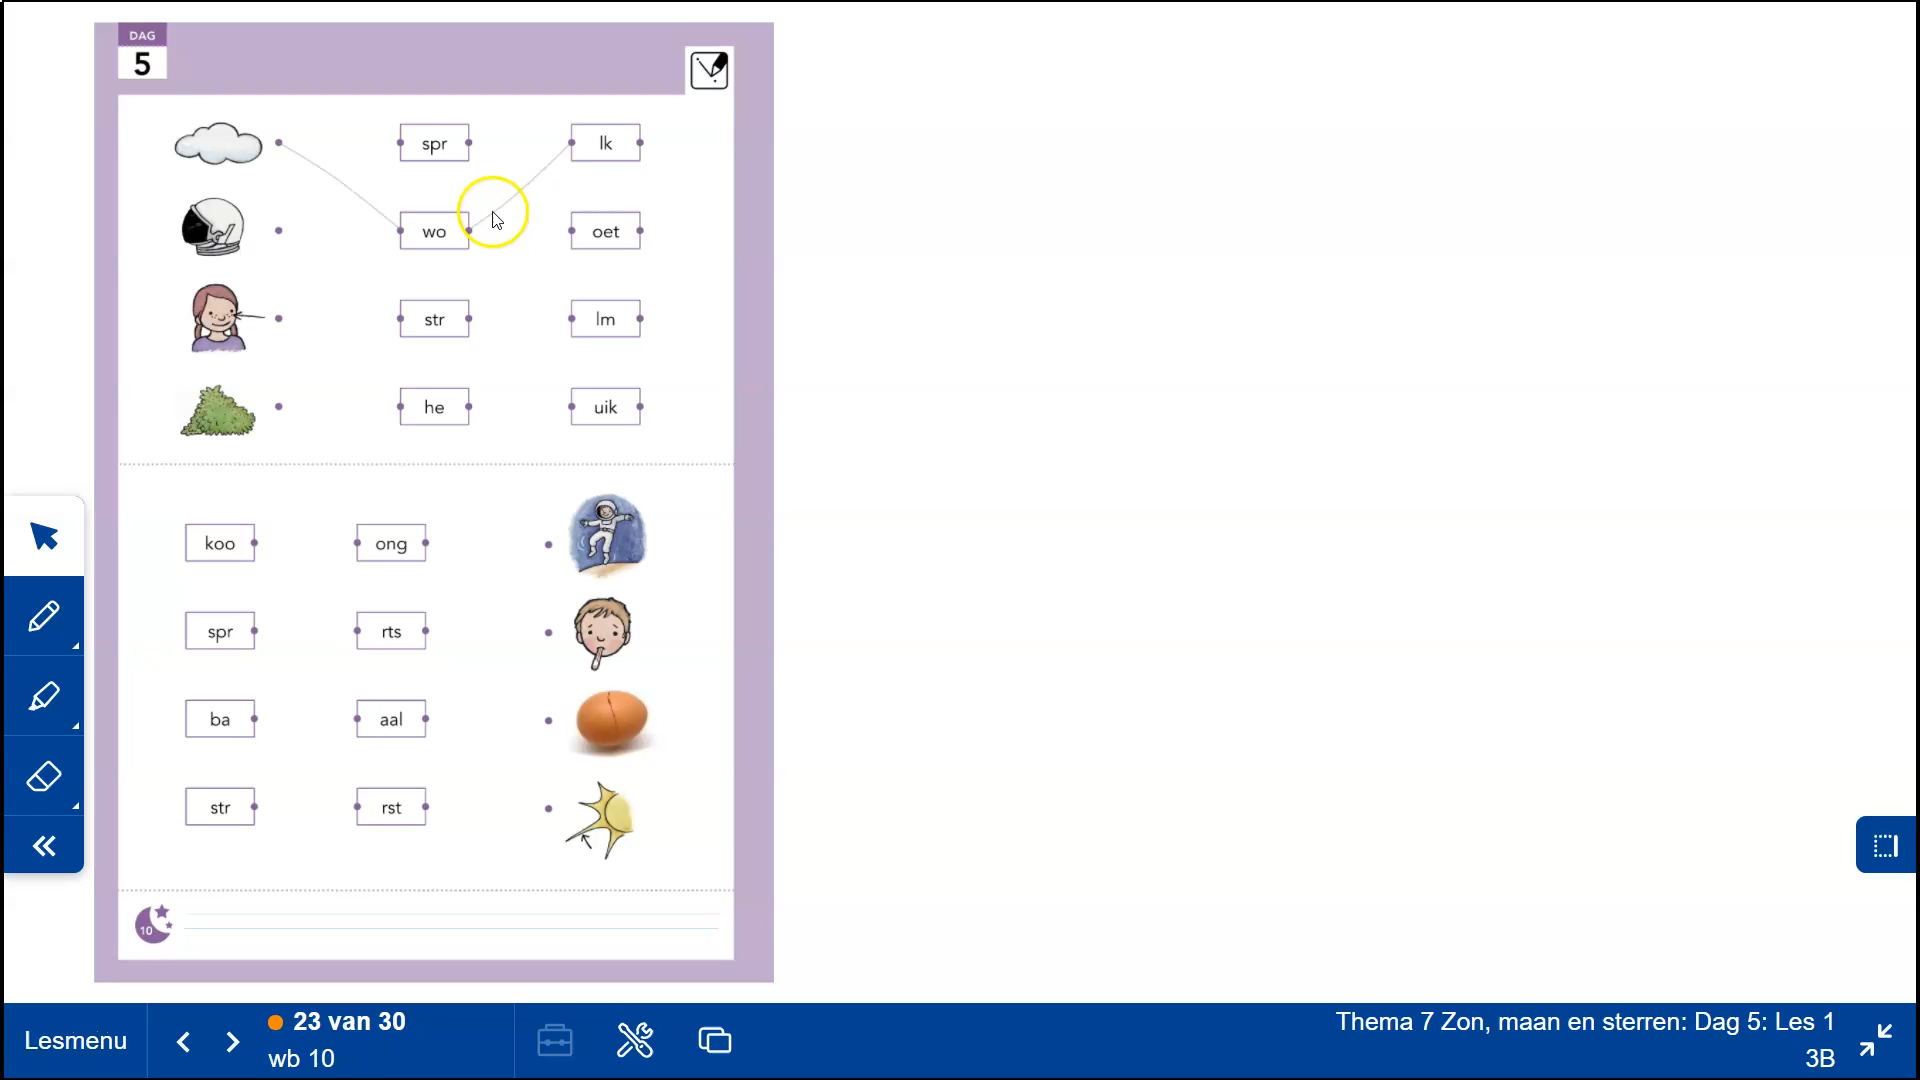 DAG
5
spr
lk
wo
oet
str
lm
he
uik
koo
ong
spr
rts
ba
aal
str
rst
10
Lesmenu
23 van 30
wb 10
Thema 7 Zon, maan en sterren: Dag 5: Les 1
3B